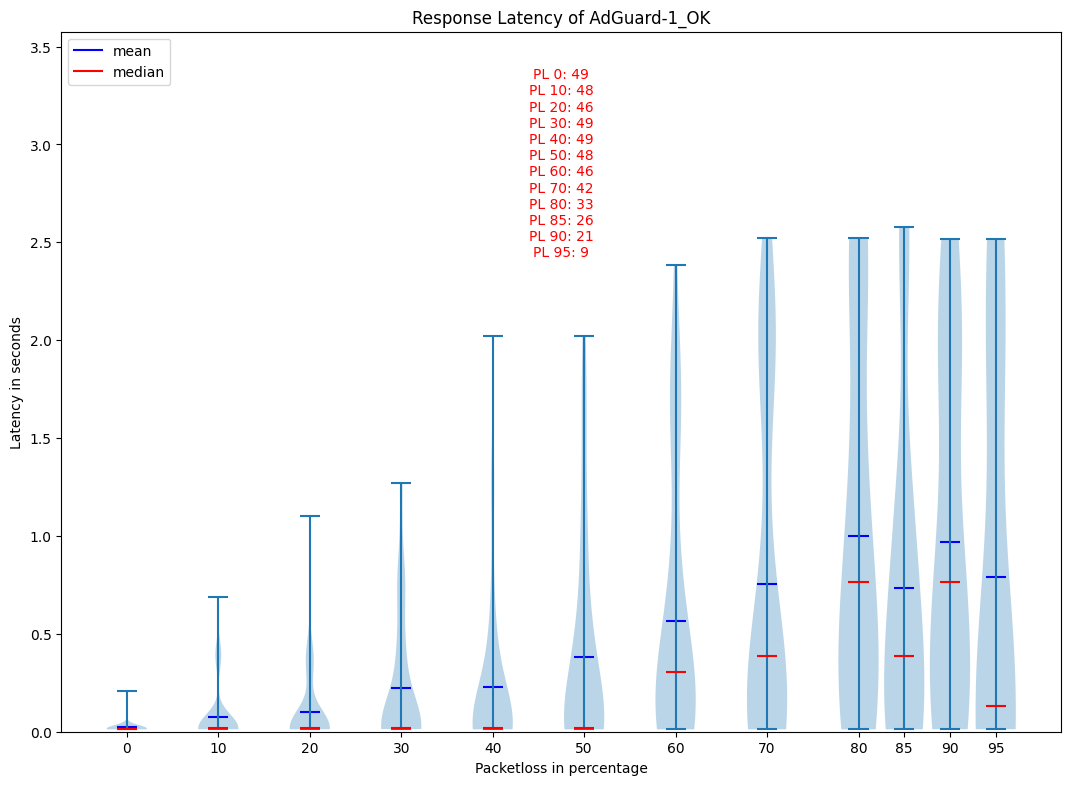 Response Latency of AdGuard-1_OK
mean
median
PL 0: 49
PL 10: 48
PL 20: 46
PL 30: 49
PL 40: 49
PL 50: 48
PL 60: 46
PL 70: 42
PL 80: 33
PL 85: 26
PL 90: 21
PL 95: 9
Latency in seconds
3.5
3.0
2.5
2.0
1.5
1.0
0.5
0.0
0 10 20 30 40 50 60 70 80 85 90 95
Packetloss in percentage